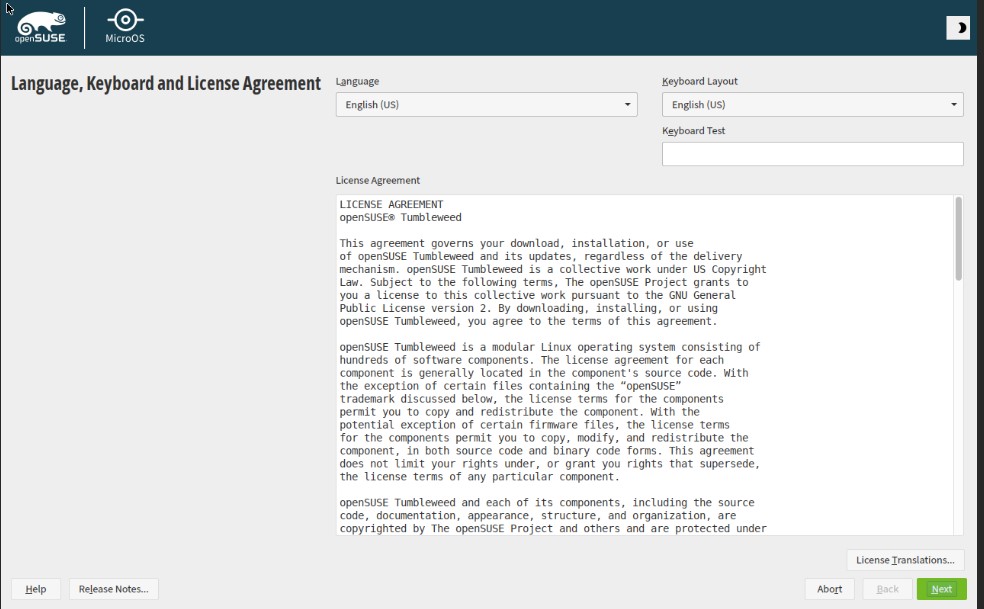 openSUSE
MicroOS
Language, Keyboard and License Agreement
Language
Keyboard Layout
English (US)
English (US)
Keyboard Test
License Agreement
LICENSE AGREEMENT
openSUSE® Tumbleweed
This agreement governs your download, installation, or use
of openSUSE Tumbleweed and its updates, regardless of the delivery
mechanism. openSUSE Tumbleweed is a collective work under US Copyright
Law. Subject to the following terms, The openSUSE Project grants to
you a license to this collective work pursuant to the GNU General
Public License version 2. By downloading, installing, or using
openSUSE Tumbleweed, you agree to the terms of this agreement.
openSUSE Tumbleweed is a modular Linux operating system consisting of
hundreds of software components. The license agreement for each
component is generally located in the component's source code. With
the exception of certain files containing the “openSUSE”
trademark discussed below, the license terms for the components
permit you to copy and redistribute the component. With the
potential exception of certain firmware files, the license terms
for the components permit you to copy, modify, and redistribute the
component, in both source code and binary code forms. This agreement
does not limit your rights under, or grant you rights that supersede,
the license terms of any particular component.
openSUSE Tumbleweed and each of its components, including the source
code, documentation, appearance, structure, and organization, are
copyrighted by The openSUSE Project and others and are protected under
License Translations...
Help
Release Notes...
Abort
Back
Next